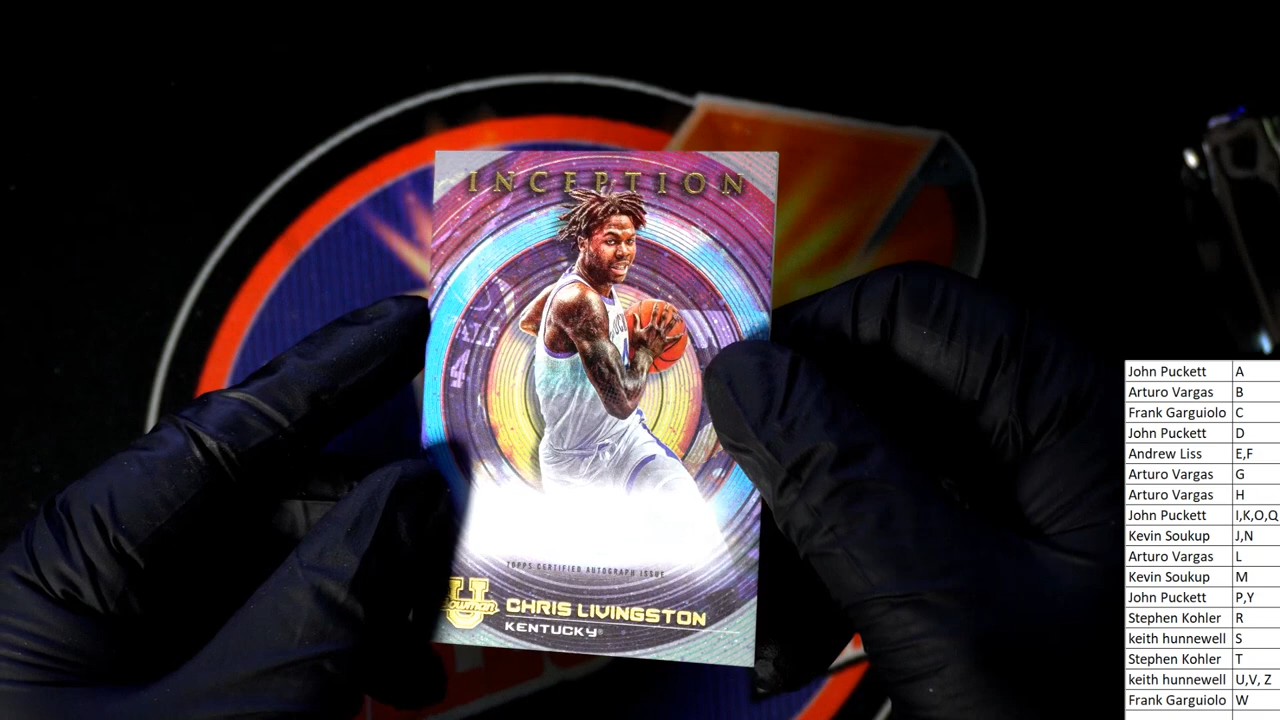 INCEPTION
TOPPS CERTIFIED AUTOGRAPH ISSUE
U
Bowman
CHRIS LIVINGSTON
KENTUCKY
John Puckett A
Arturo Vargas B
Frank Garguiolo C
John Puckett D
Andrew Liss E,F
Arturo Vargas G
Arturo Vargas H
John Puckett I,K,O,Q
Kevin Soukup J,N
Arturo Vargas L
Kevin Soukup M
John Puckett P,Y
Stephen Kohler R
keith hunnewell S
Stephen Kohler T
keith hunnewell U,V, Z
Frank Garguiolo W